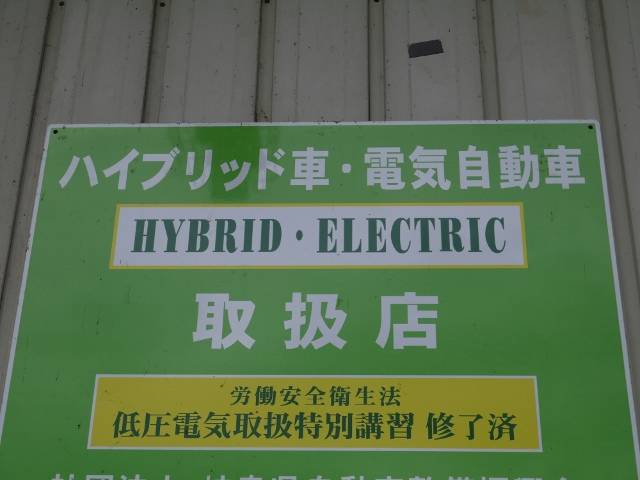 ハイブリッド車・電気自動車
HYBRID・ELECTRIC
取扱店
労働安全衛生法
低圧電気取扱特別講習 修了済